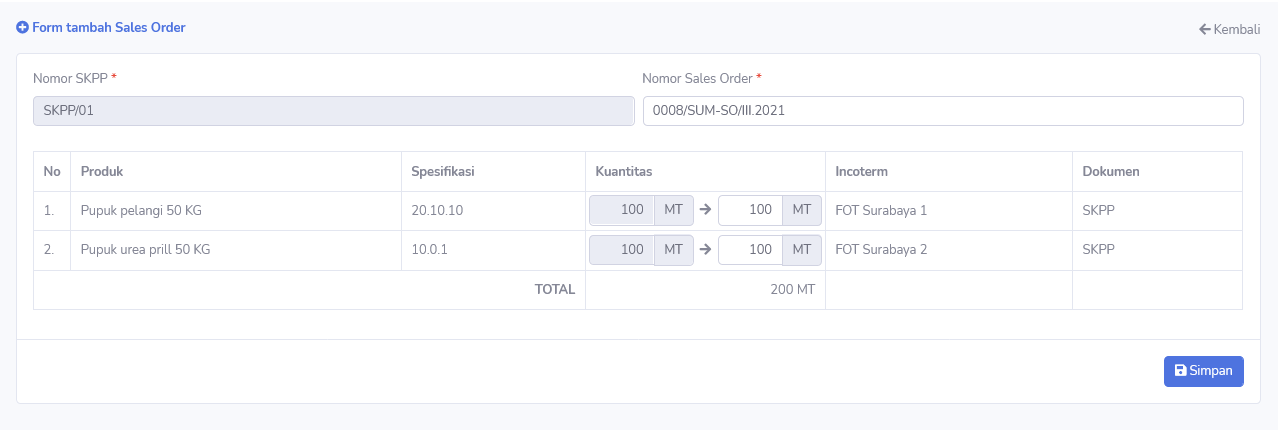 Form tambah Sales Order
Kembali
Nomor SKPP *
Nomor Sales Order *
SKPP/01
0008/SUM-SO/III.2021
No Produk Spesifikasi Kuantitas Incoterm Dokumen
1. Pupuk pelangi 50 KG 20.10.10 100 MT → 100 MT FOT Surabaya 1 SKPP
2. Pupuk urea prill 50 KG 10.0.1 100 MT → 100 MT FOT Surabaya 2 SKPP
TOTAL 200 MT
Simpan